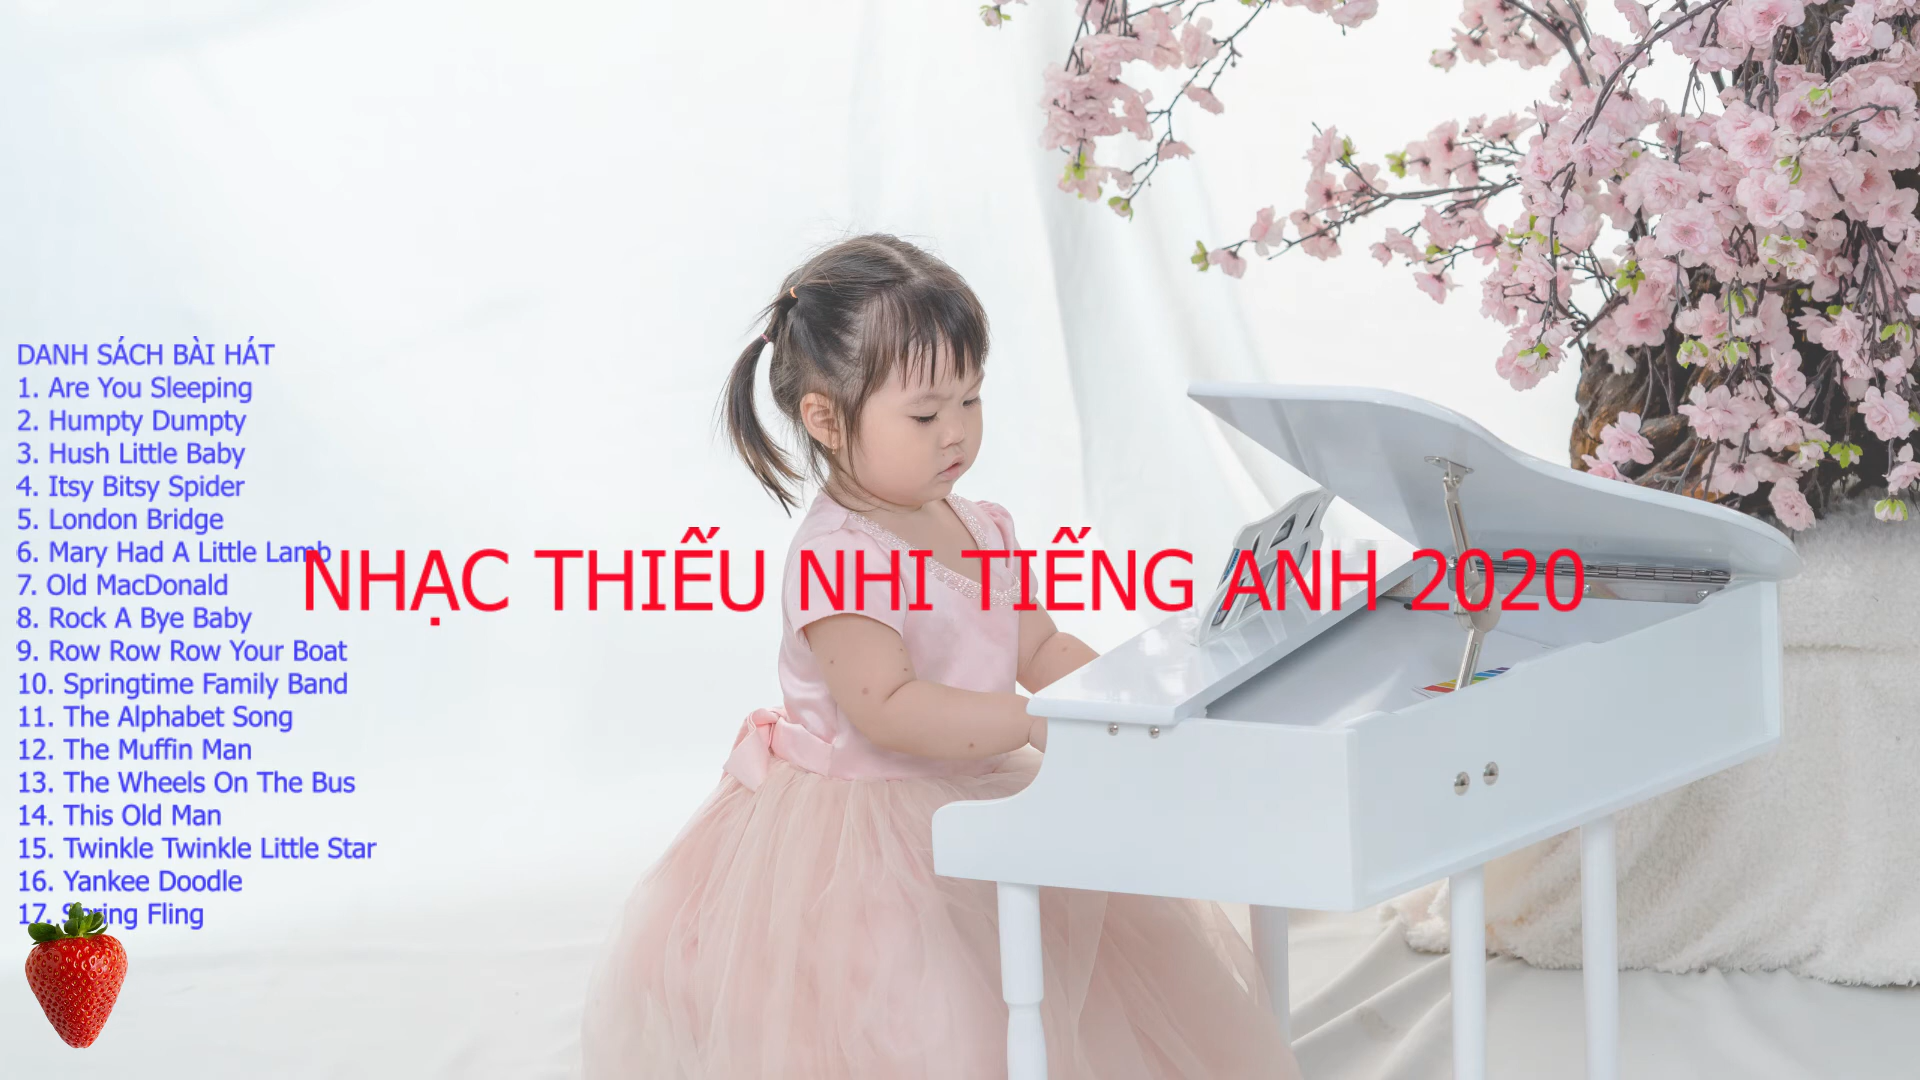 DANH SÁCH BÀI HÁT
1. Are You Sleeping
2. Humpty Dumpty
3. Hush Little Baby
4. Itsy Bitsy Spider
5. London Bridge
6. Mary Had A Little Lamb
7. Old MacDonald
8. Rock A Bye Baby
9. Row Row Row Your Boat
10. Springtime Family Band
11. The Alphabet Song
12. The Muffin Man
13. The Wheels On The Bus
14. This Old Man
15. Twinkle Twinkle Little Star
16. Yankee Doodle
17. Spring Fling
NHẠC THIẾU NHI TIẾNG ANH 2020